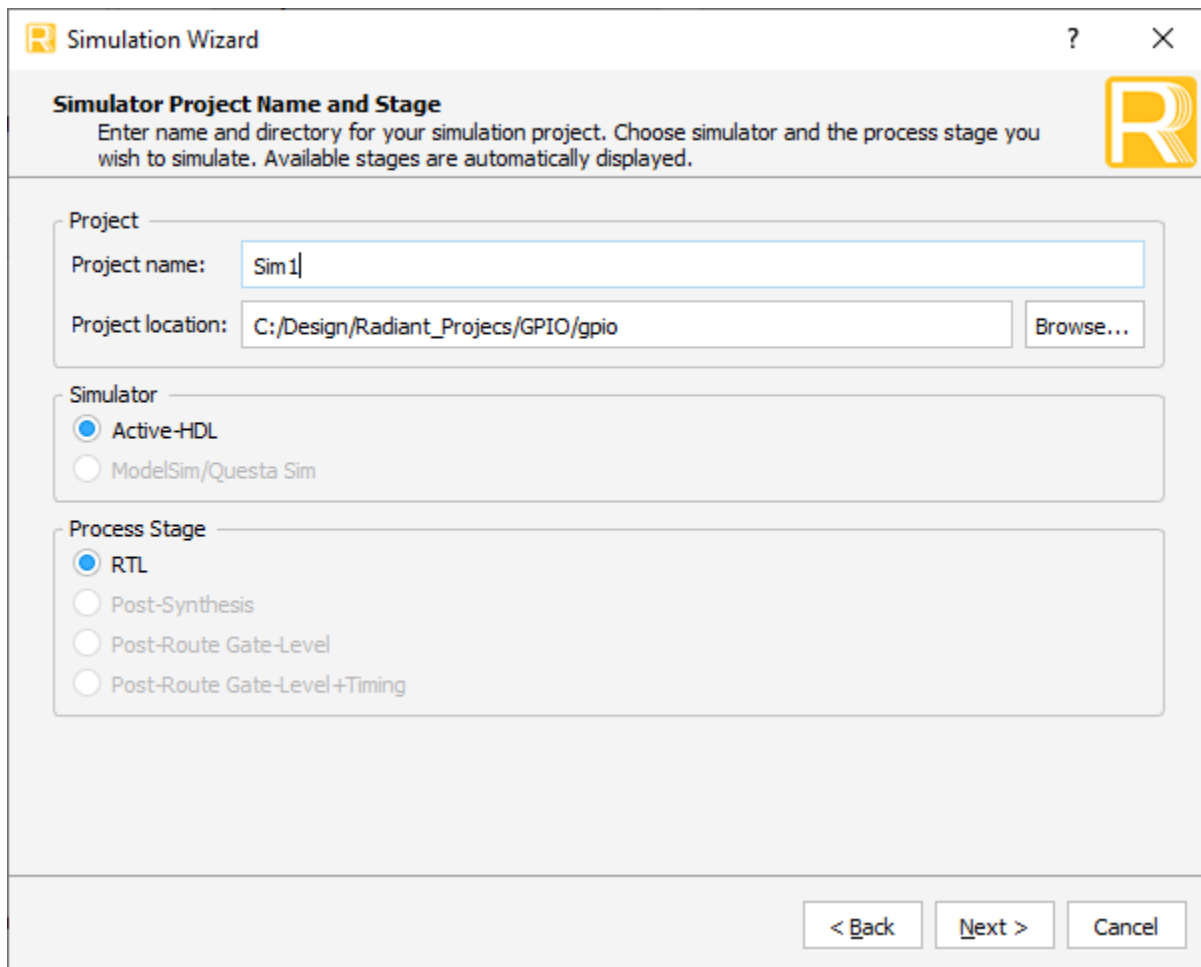 Simulation Wizard
Simulator Project Name and Stage
Enter name and directory for your simulation project. Choose simulator and the process stage you
wish to simulate. Available stages are automatically displayed.
Project
Project name: Sim1
Project location: C:/Design/Radiant_Projecs/GPIO/gpio Browse...
Simulator
Active-HDL
ModelSim/Questa Sim
Process Stage
RTL
Post-Synthesis
Post-Route Gate-Level
Post-Route Gate-Level+Timing
< Back Next > Cancel